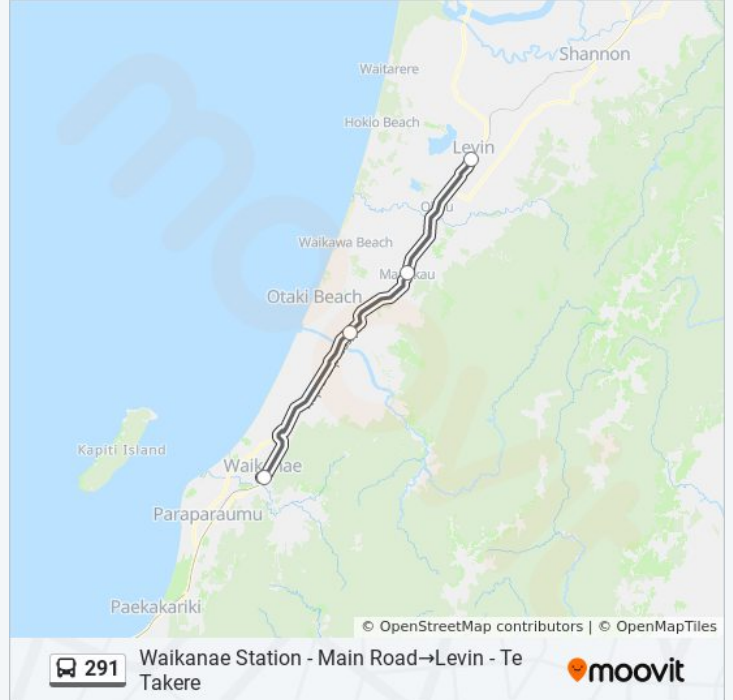 Shannon
Waitarere
Hokio Beach
Levin
Waikawa Beach
Otaki Beach
Kapiti Island
Waikanae
Paraparaumu
Paekakariki
© OpenStreetMap contributors | © OpenMapTiles
291
Waikanae Station - Main Road→Levin - Te
Takere
moovit